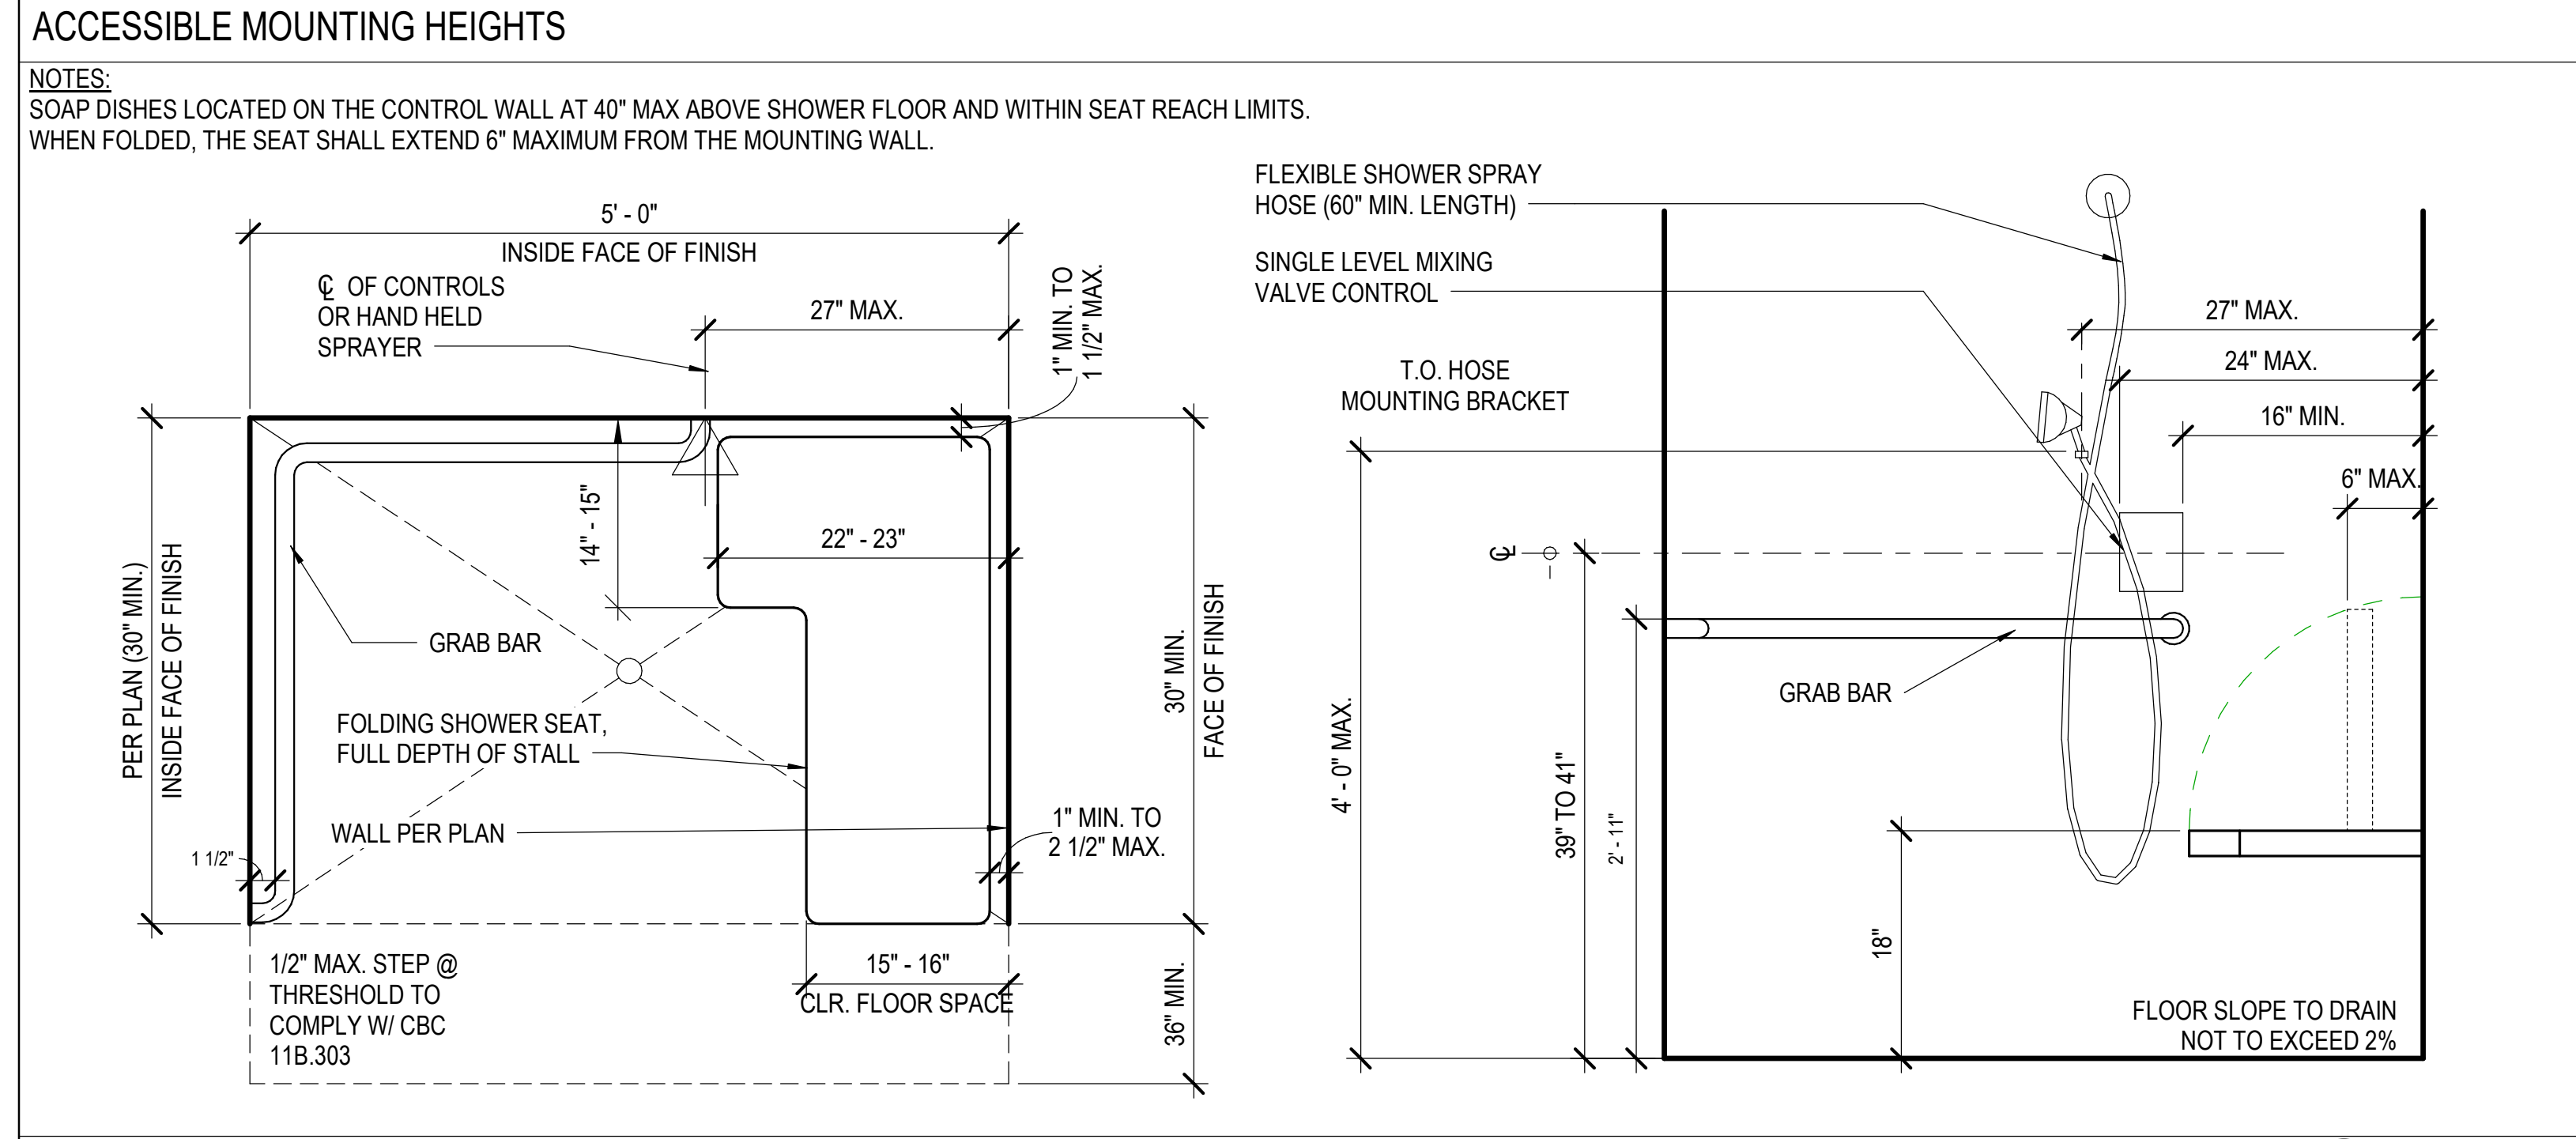 ACCESSIBLE MOUNTING HEIGHTS
NOTES:
SOAP DISHES LOCATED ON THE CONTROL WALL AT 40" MAX ABOVE SHOWER FLOOR AND WITHIN SEAT REACH LIMITS.
WHEN FOLDED, THE SEAT SHALL EXTEND 6" MAXIMUM FROM THE MOUNTING WALL.
5' - 0"
INSIDE FACE OF FINISH
℄ OF CONTROLS
OR HAND HELD
SPRAYER
27" MAX.
1" MIN. TO
1 1/2" MAX.
14" - 15"
22" - 23"
PER PLAN (30" MIN.)
INSIDE FACE OF FINISH
GRAB BAR
30" MIN.
FACE OF FINISH
FOLDING SHOWER SEAT,
FULL DEPTH OF STALL
WALL PER PLAN
1 1/2"
1" MIN. TO
2 1/2" MAX.
1/2" MAX. STEP @
THRESHOLD TO
COMPLY W/ CBC
11B.303
15" - 16"
CLR. FLOOR SPACE
36" MIN.
FLEXIBLE SHOWER SPRAY
HOSE (60" MIN. LENGTH)
SINGLE LEVEL MIXING
VALVE CONTROL
T.O. HOSE
MOUNTING BRACKET
27" MAX.
24" MAX.
16" MIN.
6" MAX.
℄
GRAB BAR
4' - 0" MAX.
39" TO 41"
2' - 11"
18"
FLOOR SLOPE TO DRAIN
NOT TO EXCEED 2%